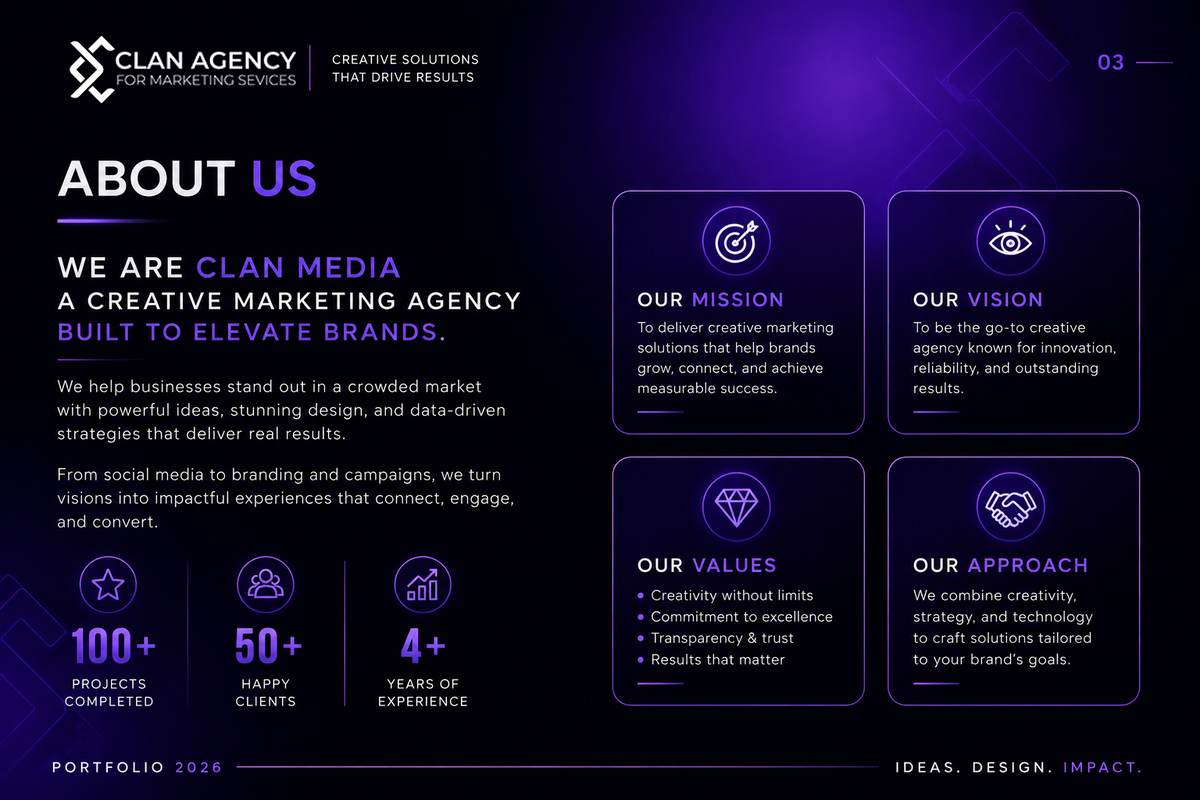 CLAN AGENCY
FOR MARKETING SEVICES
CREATIVE SOLUTIONS
THAT DRIVE RESULTS
03
ABOUT US
WE ARE CLAN MEDIA
A CREATIVE MARKETING AGENCY
BUILT TO ELEVATE BRANDS.
We help businesses stand out in a crowded market
with powerful ideas, stunning design, and data-driven
strategies that deliver real results.
From social media to branding and campaigns, we turn
visions into impactful experiences that connect, engage,
and convert.
100+
PROJECTS
COMPLETED
50+
HAPPY
CLIENTS
4+
YEARS OF
EXPERIENCE
OUR MISSION
To deliver creative marketing
solutions that help brands
grow, connect, and achieve
measurable success.
OUR VISION
To be the go-to creative
agency known for innovation,
reliability, and outstanding
results.
OUR VALUES
• Creativity without limits
• Commitment to excellence
• Transparency & trust
• Results that matter
OUR APPROACH
We combine creativity,
strategy, and technology
to craft solutions tailored
to your brand's goals.
PORTFOLIO 2026
IDEAS. DESIGN. IMPACT.